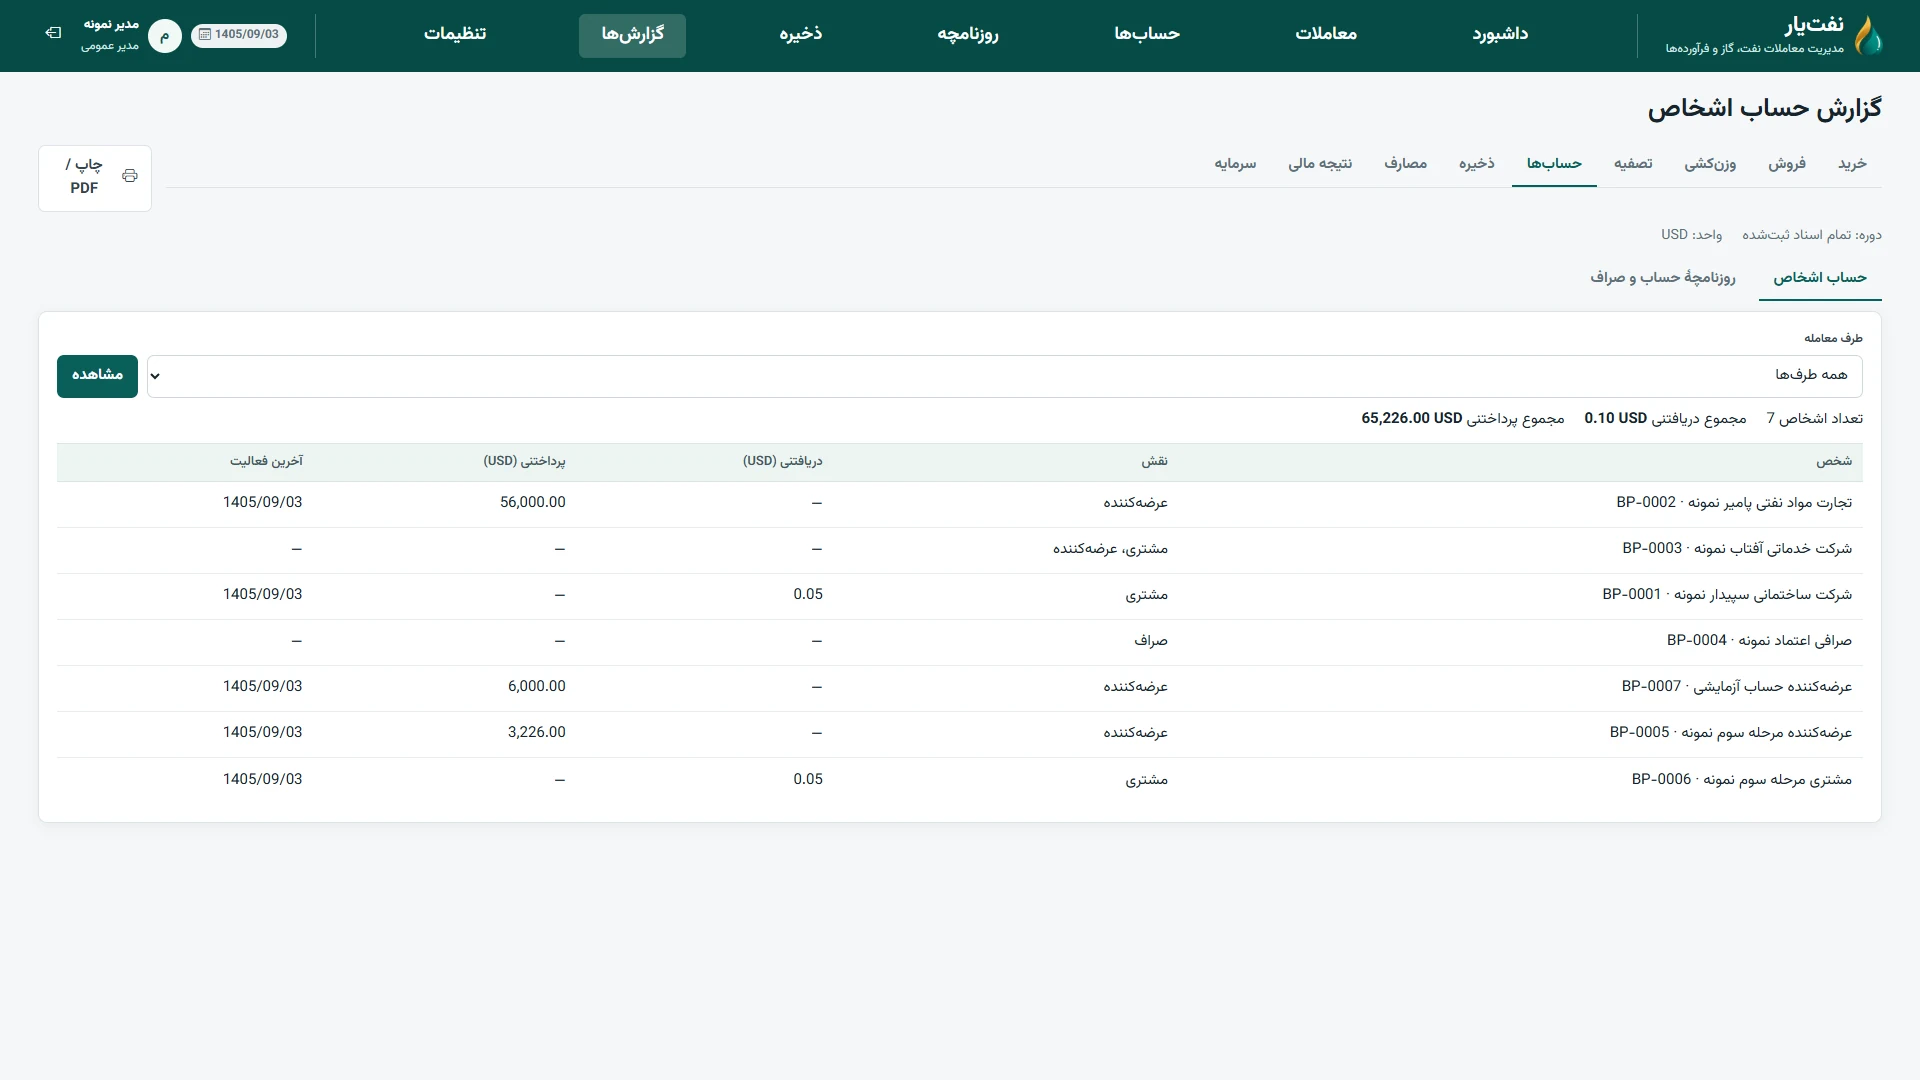 نفت‌یار
مدیریت معاملات نفت، گاز و فرآورده‌ها
داشبورد
معاملات
حساب‌ها
روزنامچه
ذخیره
گزارش‌ها
تنظیمات
1405/09/03
م
مدیر نمونه
مدیر عمومی
گزارش حساب اشخاص
خرید
فروش
وزن‌کشی
تصفیه
حساب‌ها
ذخیره
مصارف
نتیجه مالی
سرمایه
چاپ /
PDF
دوره: تمام اسناد ثبت‌شده واحد: USD
حساب اشخاص
روزنامچهٔ حساب و صراف
طرف معامله
همه طرف‌ها
مشاهده
تعداد اشخاص 7 مجموع دریافتنی 0.10 USD مجموع پرداختنی 65,226.00 USD
شخص نقش دریافتنی (USD) پرداختنی (USD) آخرین فعالیت
تجارت مواد نفتی پامیر نمونه · BP-0002 عرضه‌کننده — 56,000.00 1405/09/03
شرکت خدماتی آفتاب نمونه · BP-0003 مشتری، عرضه‌کننده — — —
شرکت ساختمانی سپیدار نمونه · BP-0001 مشتری 0.05 — 1405/09/03
صرافی اعتماد نمونه · BP-0004 صراف — — —
عرضه‌کننده حساب آزمایشی · BP-0007 عرضه‌کننده — 6,000.00 1405/09/03
عرضه‌کننده مرحله سوم نمونه · BP-0005 عرضه‌کننده — 3,226.00 1405/09/03
مشتری مرحله سوم نمونه · BP-0006 مشتری 0.05 — 1405/09/03